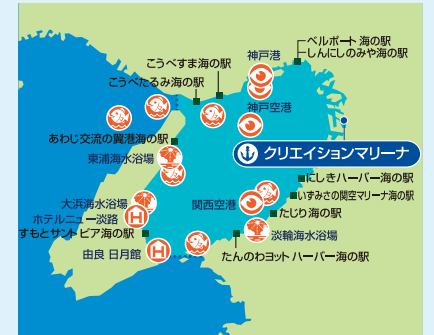 ベルポート 海の駅
しんにしのみや海の駅
神戸港
こうべすま海の駅
こうべたるみ海の駅
神戸空港
あわじ交流の翼港海の駅
クリエイションマリーナ
東浦海水浴場
にしきハーバー海の駅
いずみさの関空マリーナ海の駅
大浜海水浴場
関西空港
ホテルニュー淡路
H
たじり海の駅
すもとサントピア海の駅
淡輪海水浴場
たんのわヨットハーバー海の駅
由良 日月館
H